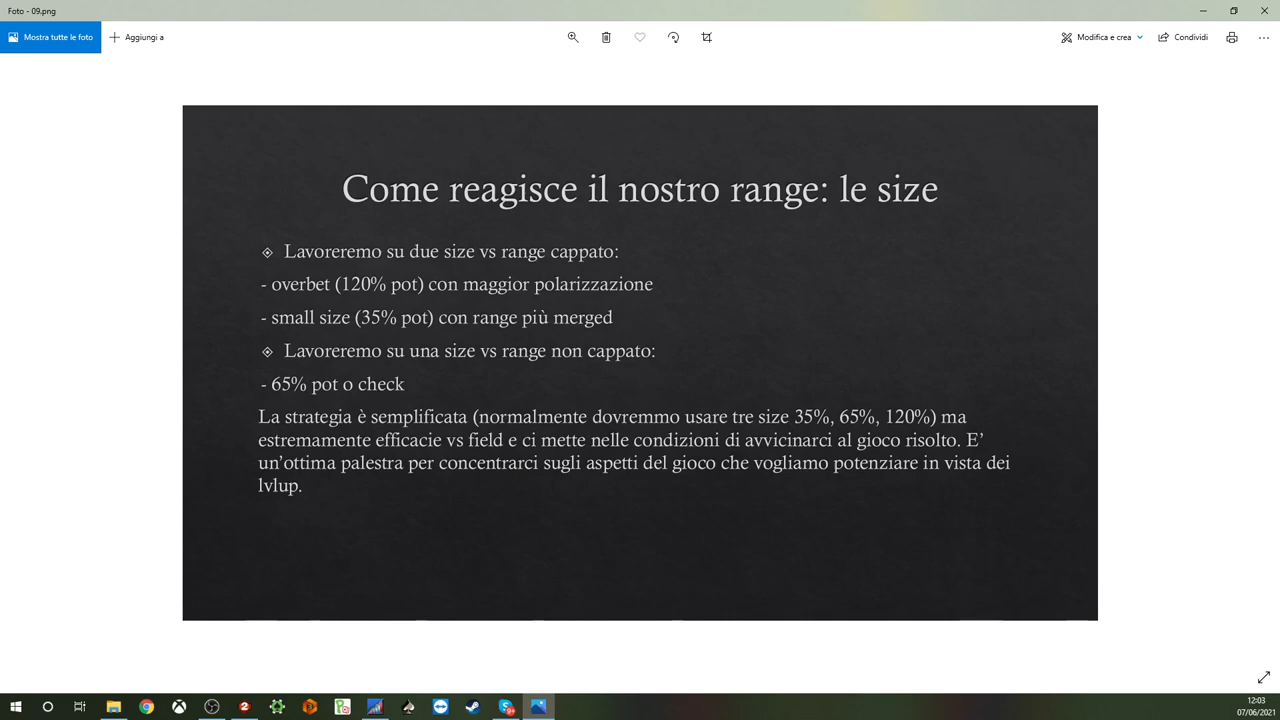 Foto - 09.png
Mostra tutte le foto
Aggiungi a
Modifica e crea
Condividi
Come reagisce il nostro range: le size
Lavoreremo su due size vs range cappato:
- overbet (120% pot) con maggior polarizzazione
- small size (35% pot) con range più merged
Lavoreremo su una size vs range non cappato:
- 65% pot o check
La strategia è semplificata (normalmente dovremmo usare tre size 35%, 65%, 120%) ma
estremamente efficacie vs field e ci mette nelle condizioni di avvicinarci al gioco risolto. E’
un’ottima palestra per concentrarci sugli aspetti del gioco che vogliamo potenziare in vista dei
lvlup.
12:03
07/06/2021